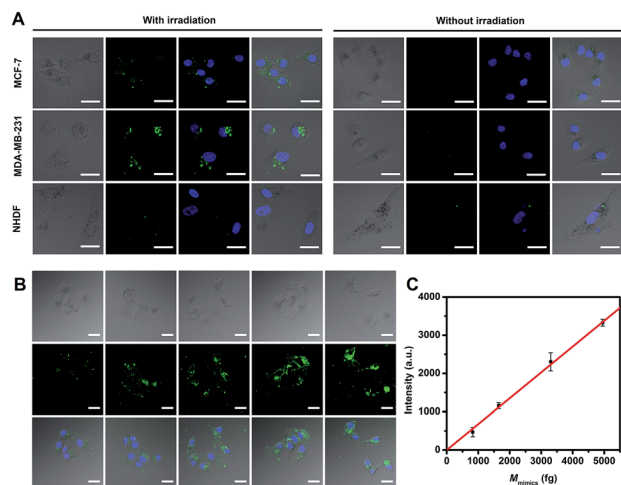 A
With irradiation
Without irradiation
MCF-7
MDA-MB-231
NHDF
B
C
4000
3000
2000
1000
0
Intensity (a.u.)
0 1000 2000 3000 4000 5000
Mmimics (fg)